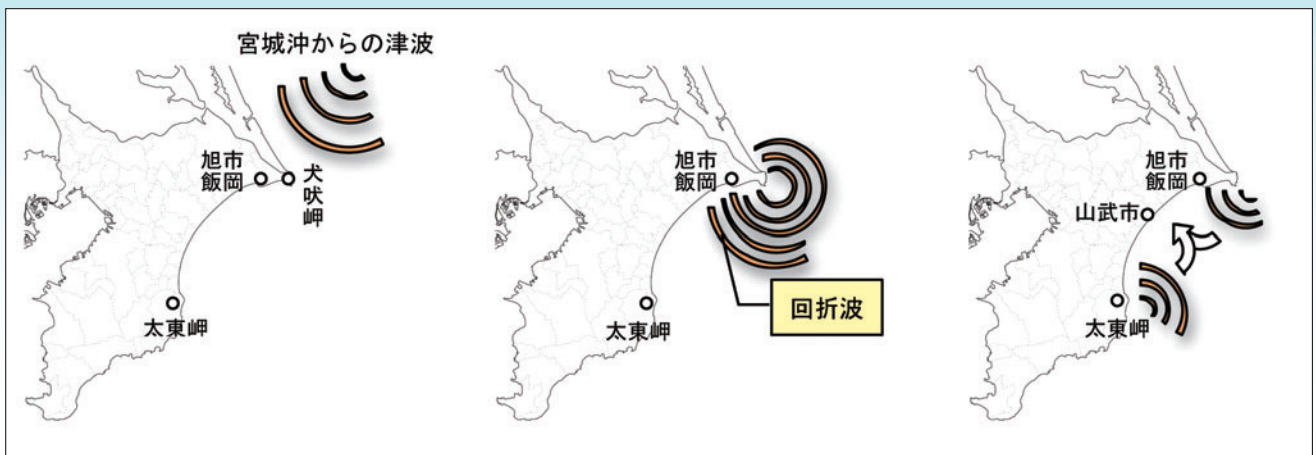 宮城沖からの津波
旭市
飯岡
犬吠岬
太東岬
旭市
飯岡
回折波
太東岬
旭市
飯岡
山武市
太東岬